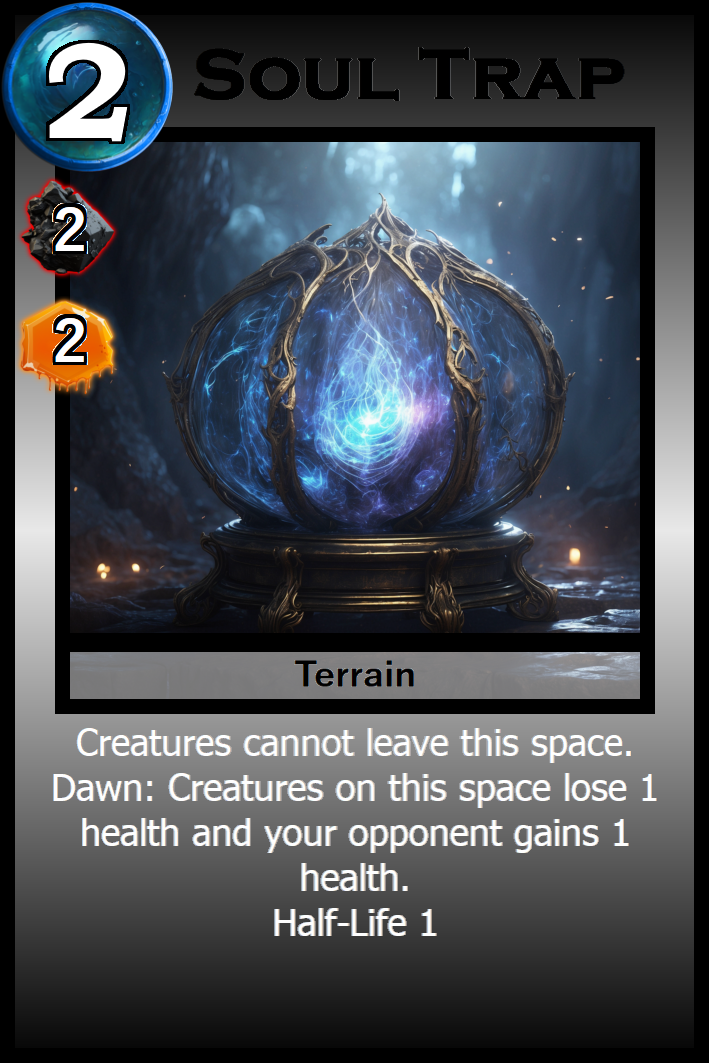 2
Soul Trap
2
2
Terrain
Creatures cannot leave this space.
Dawn: Creatures on this space lose 1
health and your opponent gains 1
health.
Half-Life 1